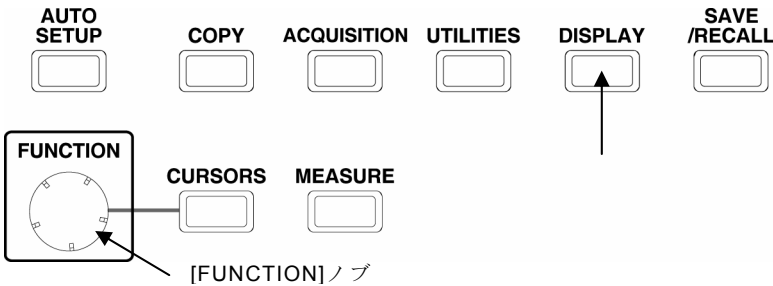 AUTO
SETUP
COPY
ACQUISITION
UTILITIES
DISPLAY
SAVE
/RECALL
FUNCTION
CURSORS
MEASURE
[FUNCTION]ノブ